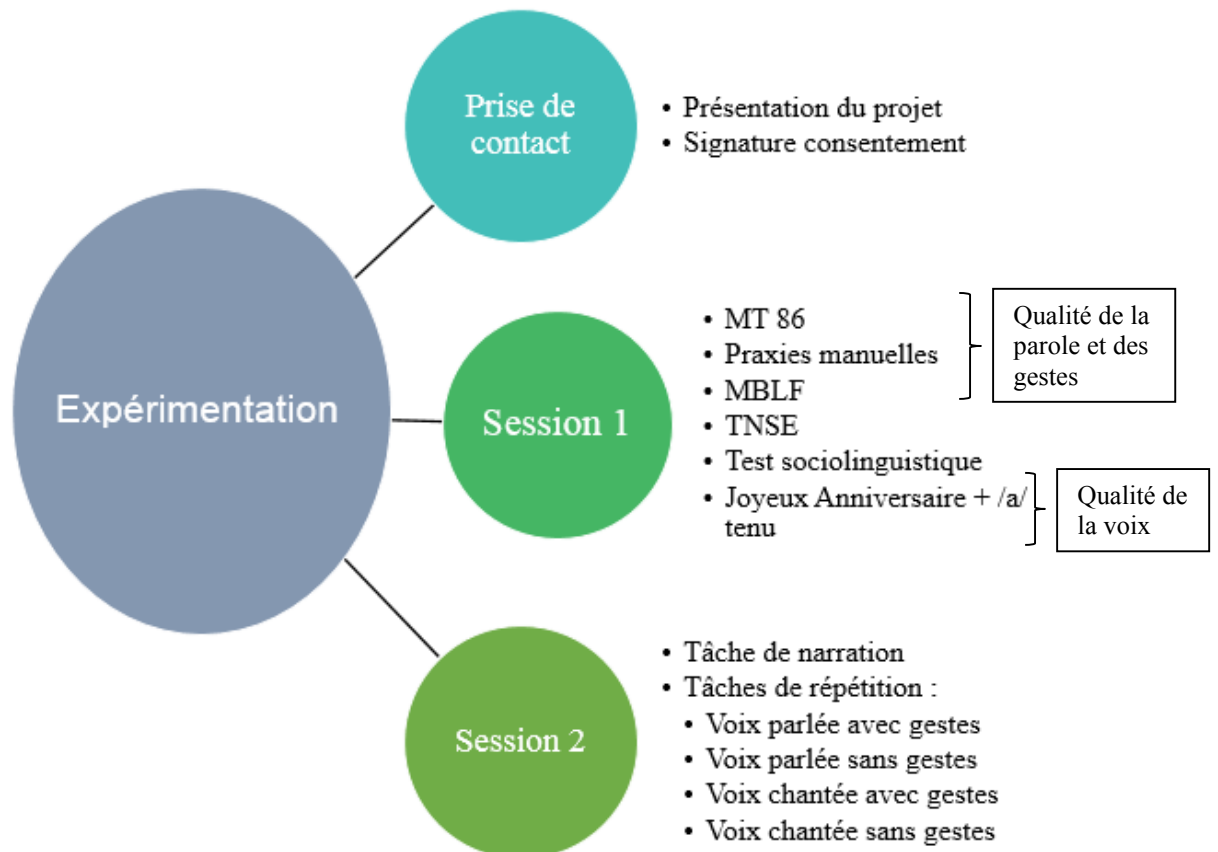 Prise de
contact
• Présentation du projet
• Signature consentement
Expérimentation
Session 1
• MT 86
• Praxies manuelles
• MBLF
• TNSE
• Test sociolinguistique
• Joyeux Anniversaire + /a/
tenu
Qualité de la
parole et des
gestes
Qualité de
la voix
Session 2
• Tâche de narration
• Tâches de répétition :
• Voix parlée avec gestes
• Voix parlée sans gestes
• Voix chantée avec gestes
• Voix chantée sans gestes